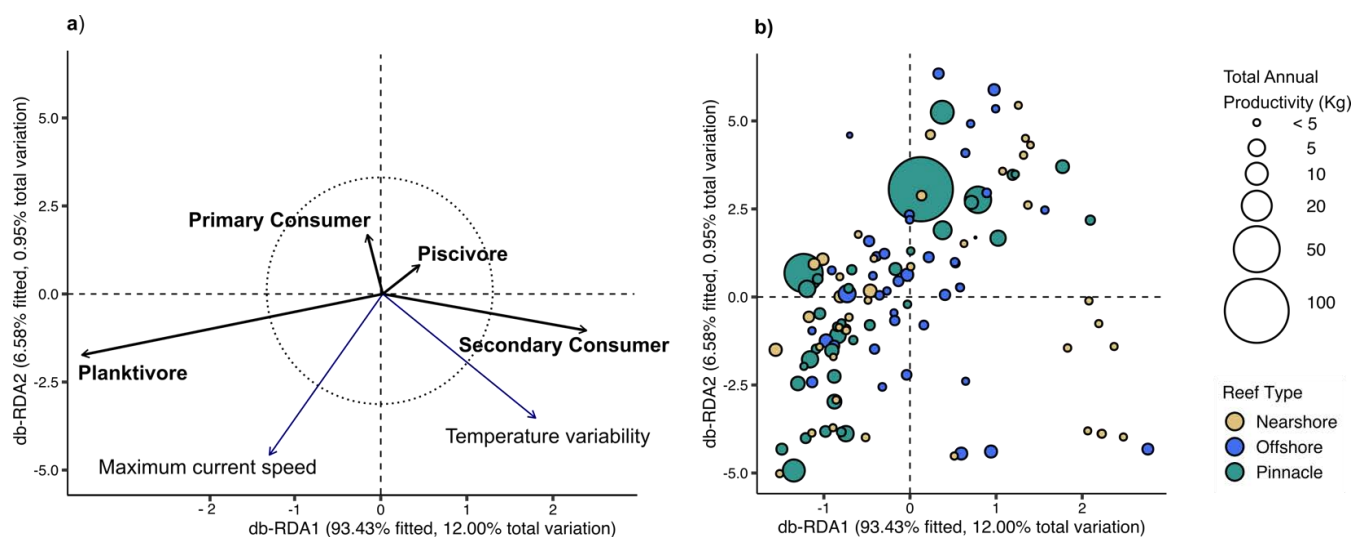 a)
Primary Consumer
Piscivore
Secondary Consumer
Planktivore
Temperature variability
Maximum current speed
5.0
2.5
0.0
-2.5
-5.0
- 2
-1
0
1
2
db-RDA2 (6.58% fitted, 0.95% total variation)
db-RDA1 (93.43% fitted, 12.00% total variation)
b)
5.0
2.5
0.0
-2.5
-5.0
-1
0
1
2
db-RDA2 (6.58% fitted, 0.95% total variation)
db-RDA1 (93.43% fitted, 12.00% total variation)
Total Annual
Productivity (Kg)
< 5
5
10
20
50
100
Reef Type
Nearshore
Offshore
Pinnacle